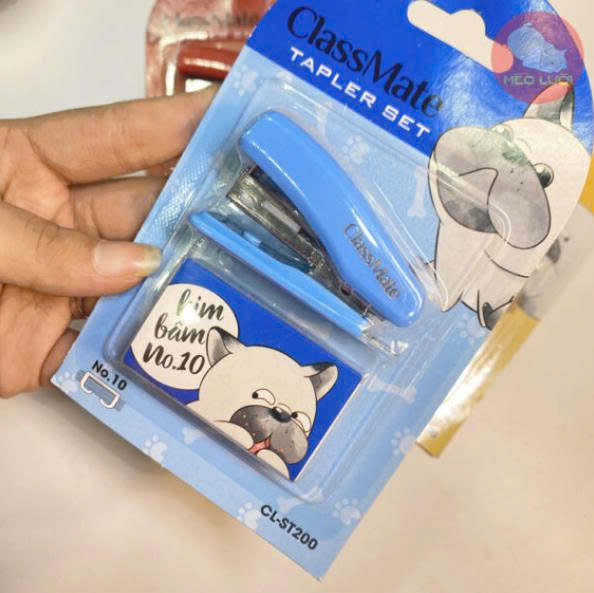 MÈO LƯỜI
ClassMate
TAPLER SET
ClassMate
kim
bấm
No.10
No.10
CL-ST200